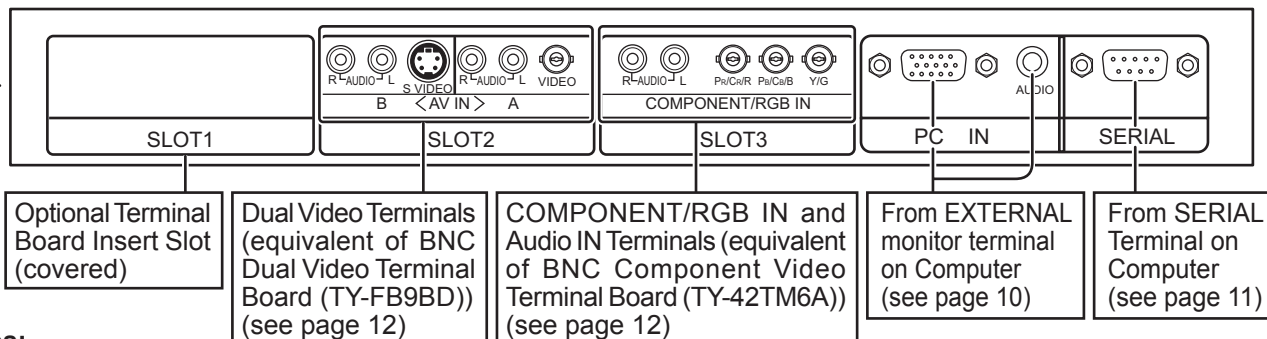 R AUDIO L
S VIDEO
R AUDIO L
VIDEO
B <AV IN> A
SLOT1
SLOT2
R AUDIO L
PR/CR/R
PB/CB/B
Y/G
COMPONENT/RGB IN
SLOT3
AUDIO
PC IN
SERIAL
Optional Terminal
Board Insert Slot
(covered)
Dual Video Terminals
(equivalent of BNC
Dual Video Terminal
Board (TY-FB9BD))
(see page 12)
COMPONENT/RGB IN and
Audio IN Terminals (equivalent
of BNC Component Video
Terminal Board (TY-42TM6A))
(see page 12)
From EXTERNAL
monitor terminal
on Computer
(see page 10)
From SERIAL
Terminal on
Computer
(see page 11)